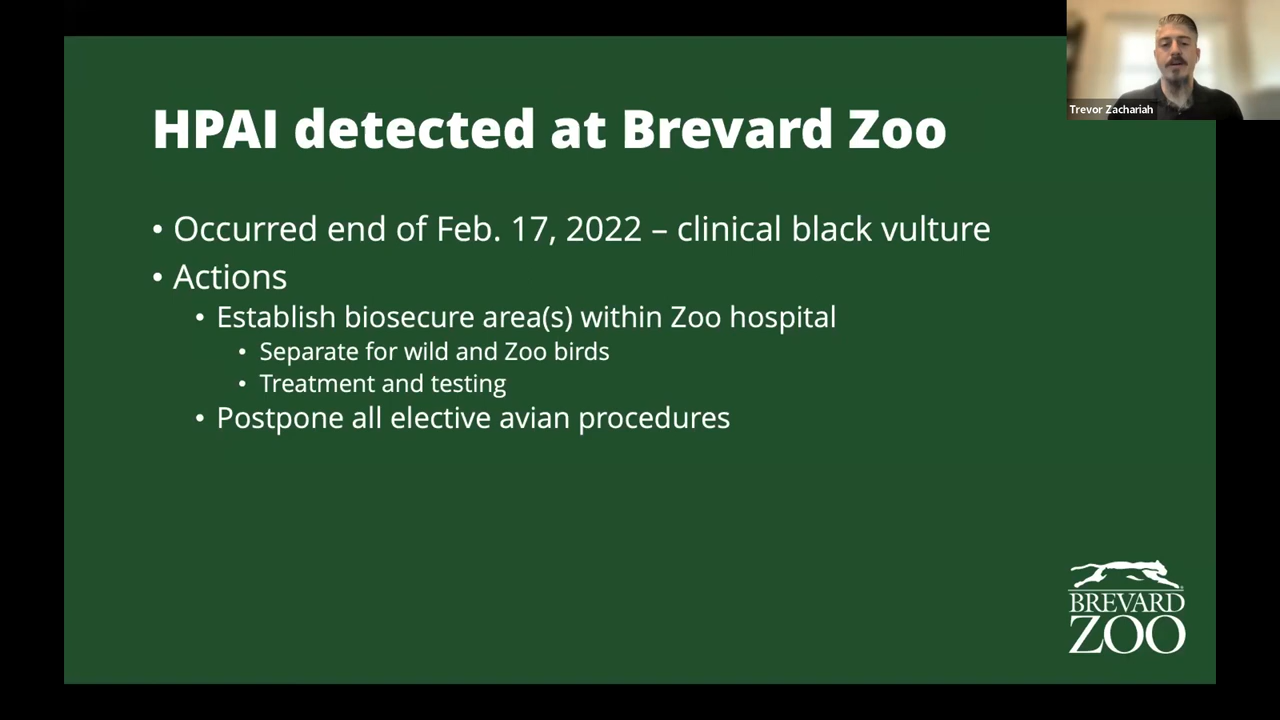 HPAI detected at Brevard Zoo
• Occurred end of Feb. 17, 2022 – clinical black vulture
• Actions
• Establish biosecure area(s) within Zoo hospital
• Separate for wild and Zoo birds
• Treatment and testing
• Postpone all elective avian procedures
Trevor Zachariah
BREVARD
ZOO